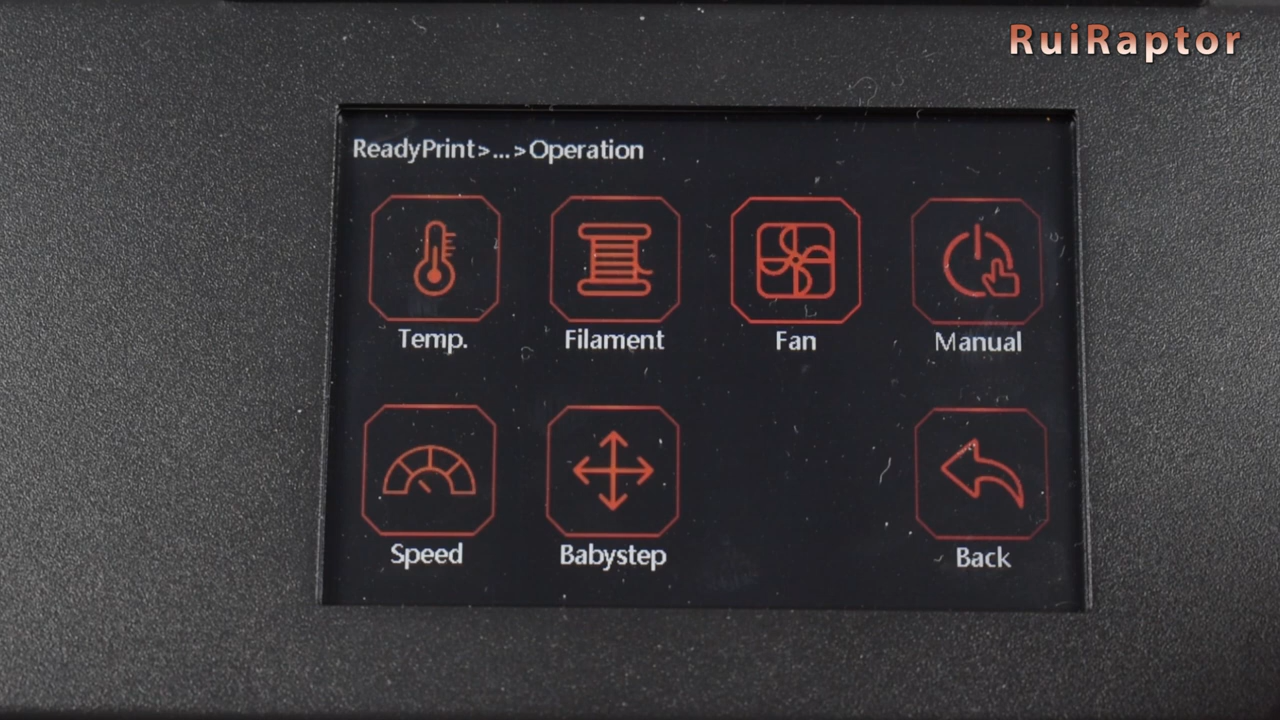 RuiRaptor
ReadyPrint>...>Operation
Temp.
Filament
Fan
Manual
Speed
Babystep
Back